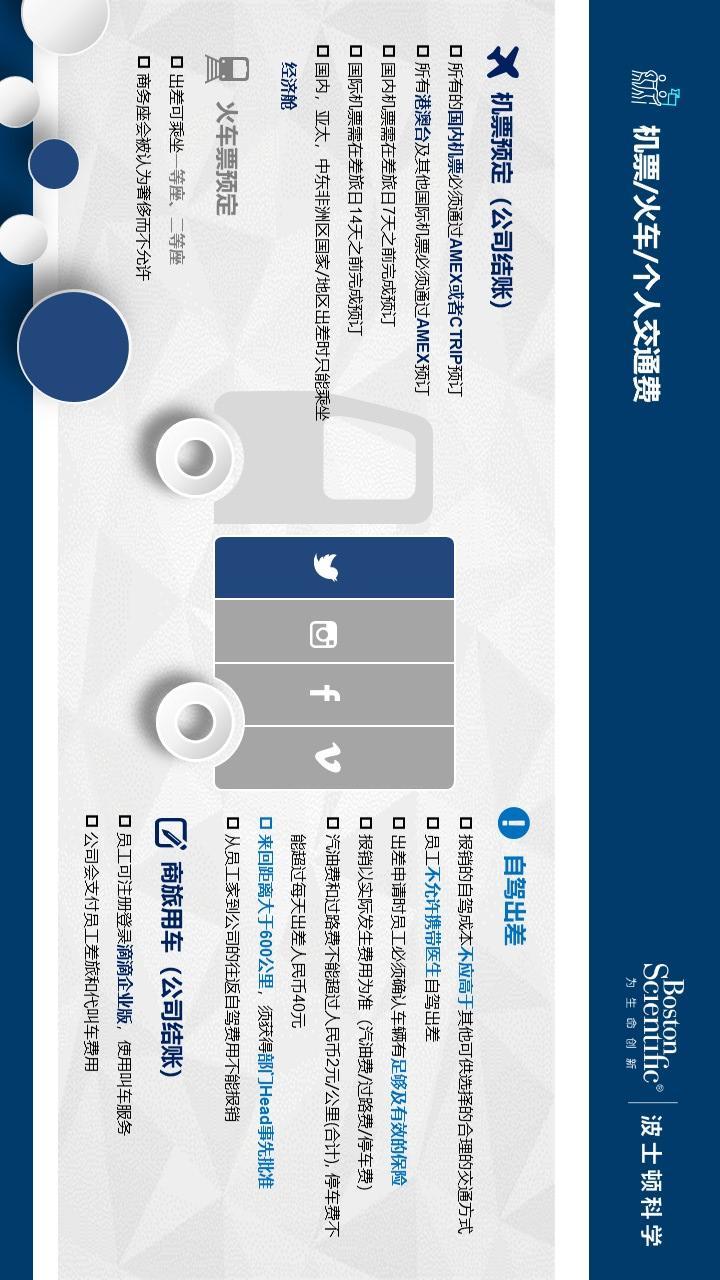 机票/火车/个人交通费
Boston
Scientific®
为生命创新
波士顿科学
机票预定（公司结账）
所有的国内机票必须通过AMEX或者CTRIP预订
所有港澳台及其他国际机票必须通过AMEX预订
国内机票需在差旅日7天之前完成预订
国际机票需在差旅日14天之前完成预订
国内，亚太，中东非洲区国家/地区出差时只能乘坐
经济舱
火车票预定
出差可乘坐一等座、二等座
商务座会被认为奢侈而不允许
自驾出差
报销的自驾成本不应高于其他可供选择的合理的交通方式
员工不允许携带医生自驾出差
出差申请时员工必须确认车辆有足够及有效的保险
报销以实际发生费用为准（汽油费/过路费/停车费）
汽油费和过路费不能超过人民币2元/公里(合计), 停车费不
能超过每天出差人民币40元
来回距离大于600公里，须获得部门Head事先批准
从员工家到公司的往返自驾费用不能报销
商旅用车（公司结账）
员工可注册登录滴滴企业版，使用叫车服务
公司会支付员工差旅和代叫车费用